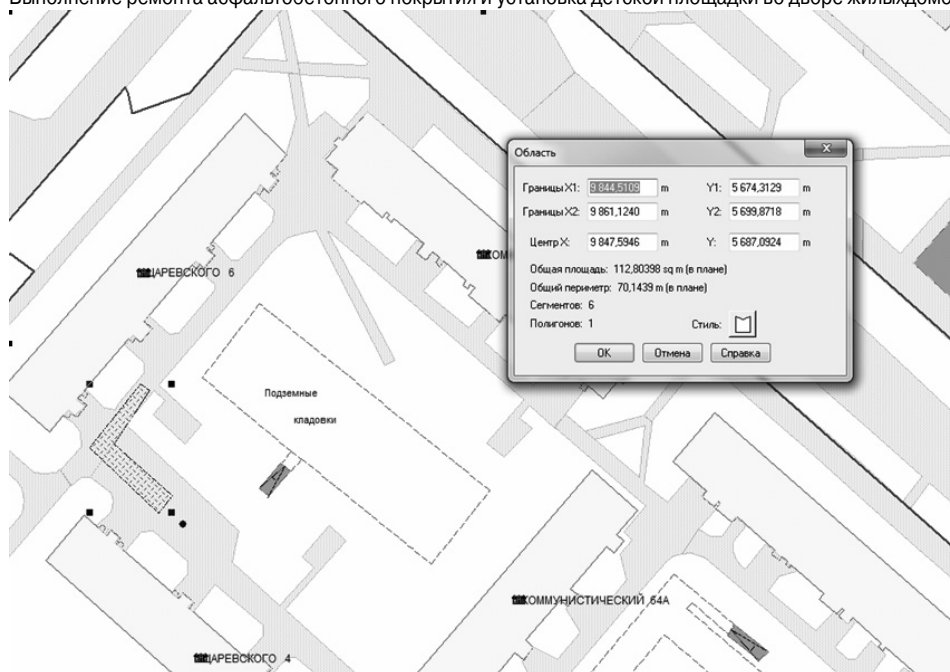 Выполнение ремонта асфальтобетонного покрытия и установка детской площадки во дворе жилыхдомо
Область
Границы X1: 9 844,5109 m Y1: 5 674,3129 m
Границы X2: 9 861,1240 m Y2: 5 699,8718 m
Центр X: 9 847,5946 m Y: 5 687,0924 m
Общая площадь: 112,80398 sq m (в плане)
Общий периметр: 70,1439 m (в плане)
Сегментов: 6
Полигонов: 1 Стиль:
OK Отмена Справка
КОМ
ЦАРЕВСКОГО 6
Подземные
кладовки
КОММУНИСТИЧЕСКИЙ 54А
ЦАРЕВСКОГО 4